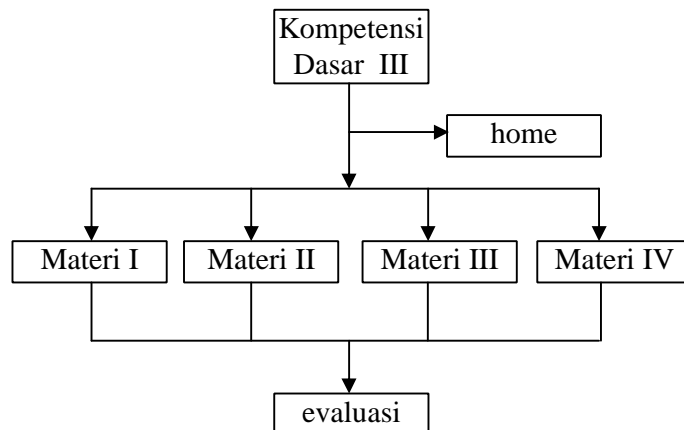 Kompetensi
Dasar III
home
Materi I
Materi II
Materi III
Materi IV
evaluasi